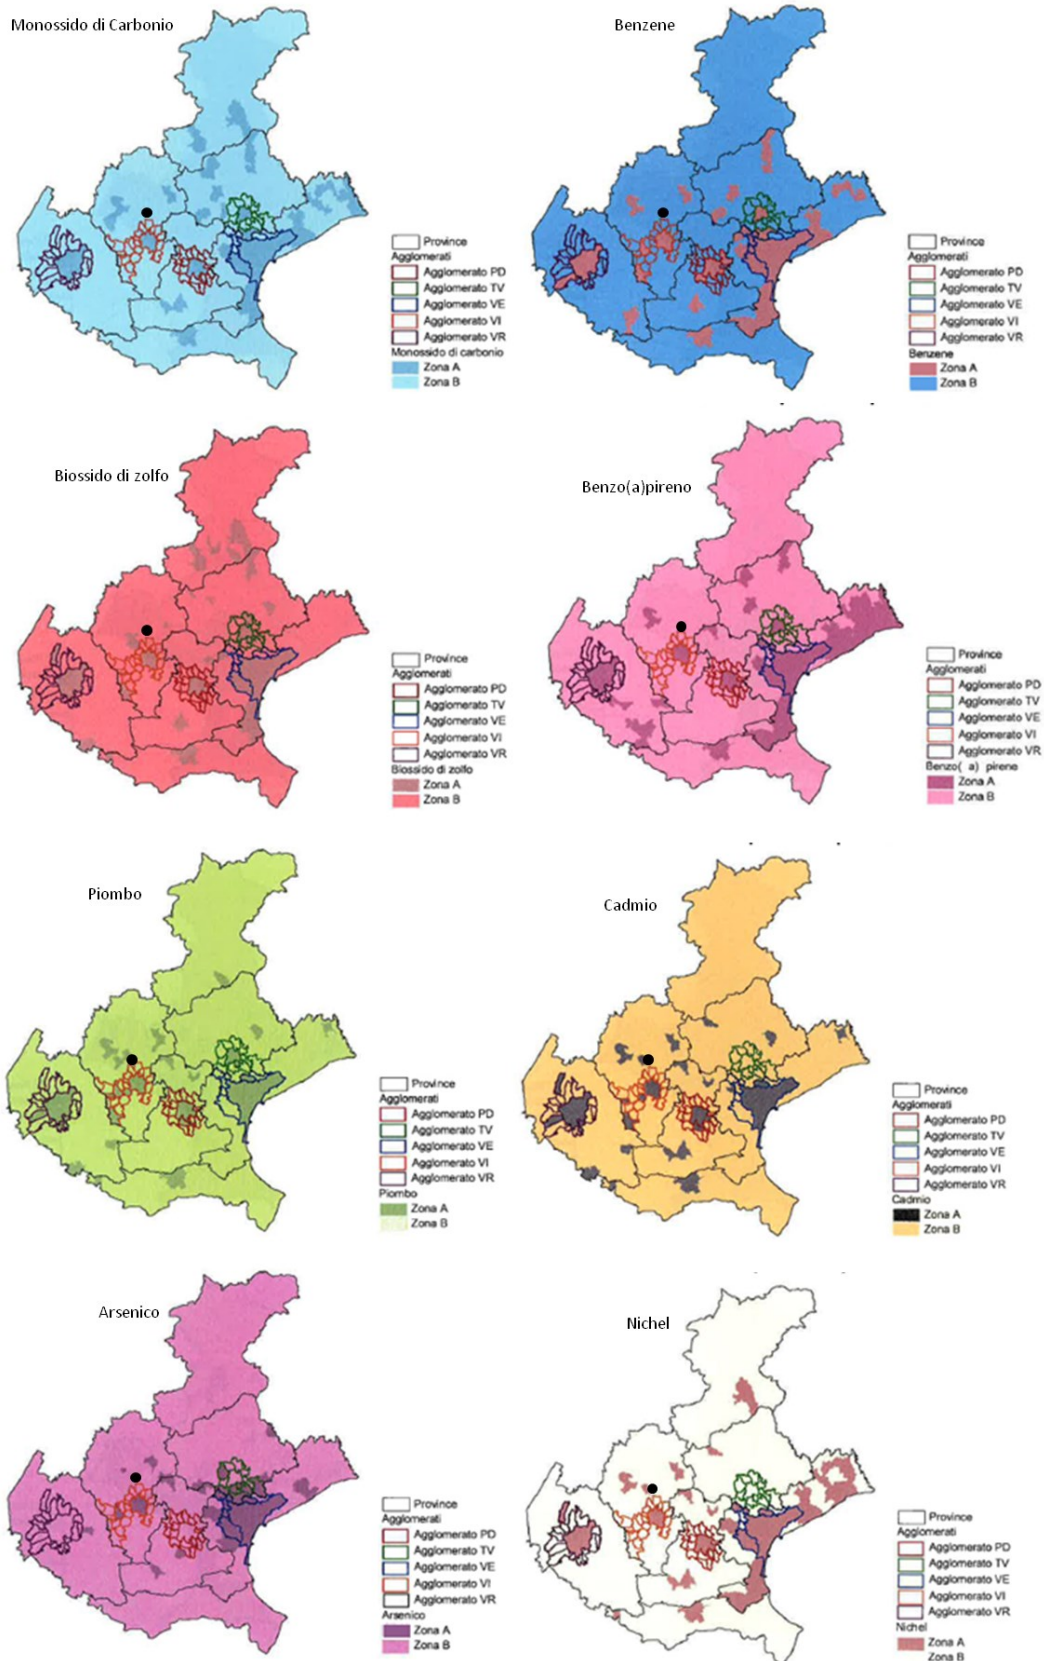 Monossido di Carbonio
Province
Agglomerati
Agglomerato PD
Agglomerato TV
Agglomerato VE
Agglomerato VI
Agglomerato VR
Monossido di carbonio
Zona A
Zona B
Benzene
Province
Agglomerati
Agglomerato PD
Agglomerato TV
Agglomerato VE
Agglomerato VI
Agglomerato VR
Benzene
Zona A
Zona B
Biossido di zolfo
Province
Agglomerati
Agglomerato PD
Agglomerato TV
Agglomerato VE
Agglomerato VI
Agglomerato VR
Biossido di zolfo
Zona A
Zona B
Benzo(a)pireno
Province
Agglomerati
Agglomerato PD
Agglomerato TV
Agglomerato VE
Agglomerato VI
Agglomerato VR
Benzo( a) pirene
Zona A
Zona B
Piombo
Province
Agglomerati
Agglomerato PD
Agglomerato TV
Agglomerato VE
Agglomerato VI
Agglomerato VR
Piombo
Zona A
Zona B
Cadmio
Province
Agglomerati
Agglomerato PD
Agglomerato TV
Agglomerato VE
Agglomerato VI
Agglomerato VR
Cadmio
Zona A
Zona B
Arsenico
Province
Agglomerati
Agglomerato PD
Agglomerato TV
Agglomerato VE
Agglomerato VI
Agglomerato VR
Arsenico
Zona A
Zona B
Nichel
Province
Agglomerati
Agglomerato PD
Agglomerato TV
Agglomerato VE
Agglomerato VI
Agglomerato VR
Nichel
Zona A
Zona B